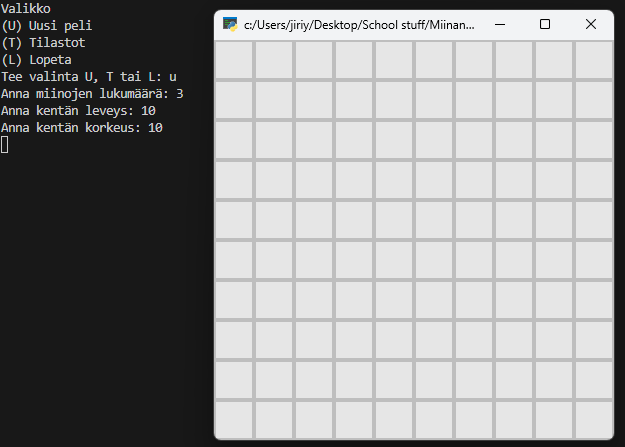 Valikko
(U) Uusi peli
(T) Tilastot
(L) Lopeta
Tee valinta U, T tai L: u
Anna miinojen lukumäärä: 3
Anna kentän leveys: 10
Anna kentän korkeus: 10
c:/Users/jiriy/Desktop/School stuff/Miinan...